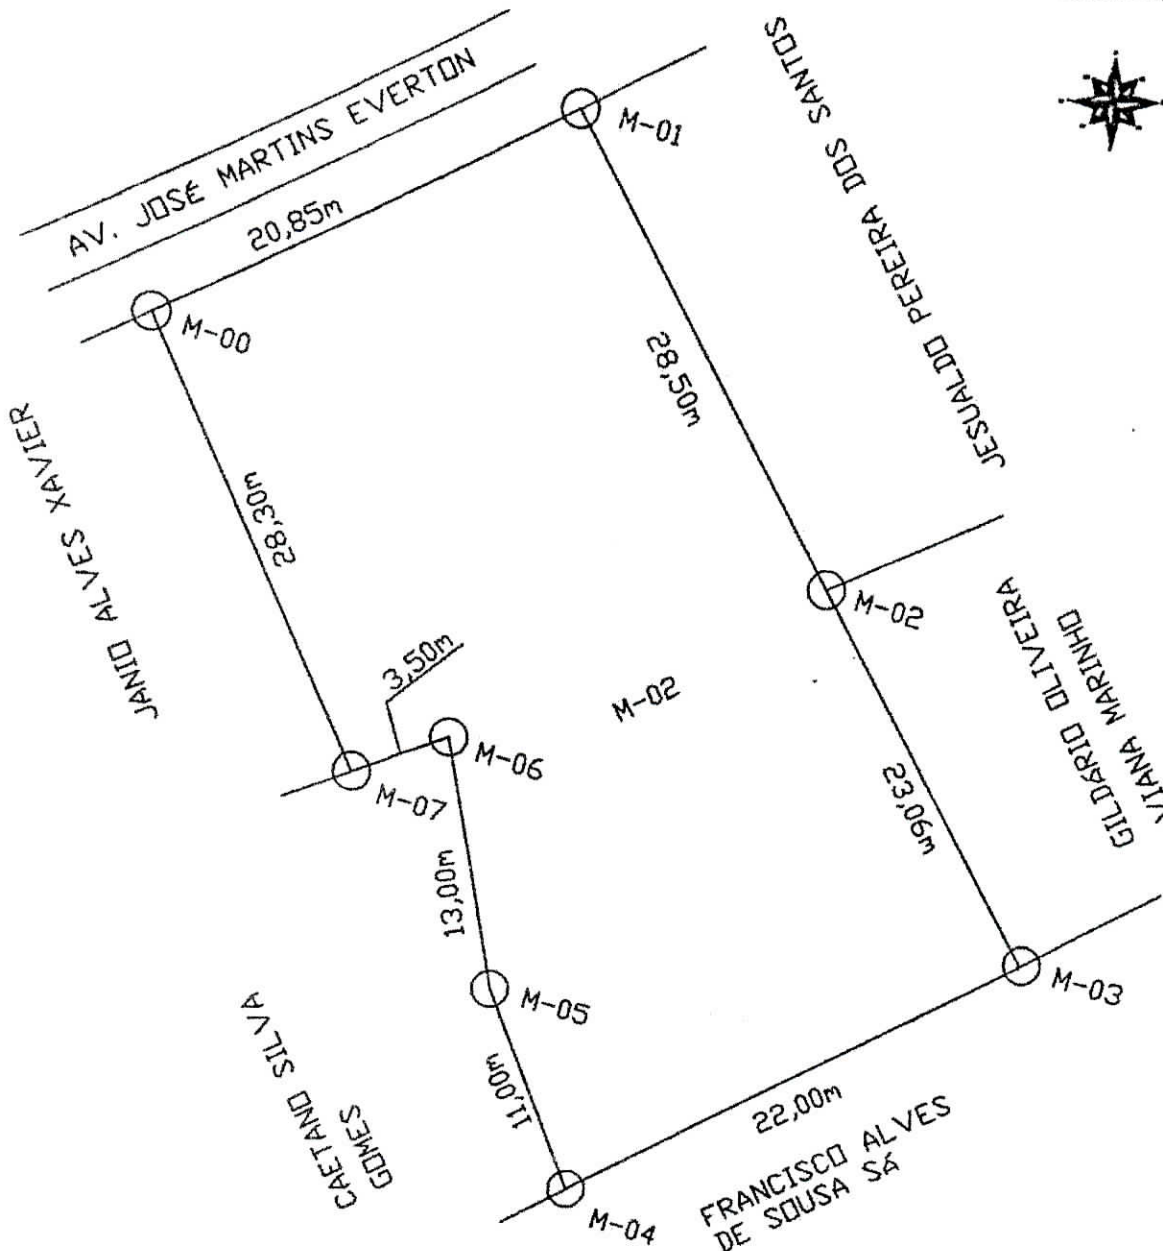 AV. JOSÉ MARTINS EVERTON
20,85m
M-01
M-00
JESUALDO PEREIRA DOS SANTOS
28,50m
28,30m
JANIO ALVES XAVIER
M-02
GILDÁRIO OLIVEIRA
VIANA MARINHO
3,50m
M-02
M-06
M-07
23,06m
13,00m
M-03
M-05
CAETANO SILVA
GOMES
11,00m
22,00m
M-04
FRANCISCO ALVES
DE SOUSA SÁ